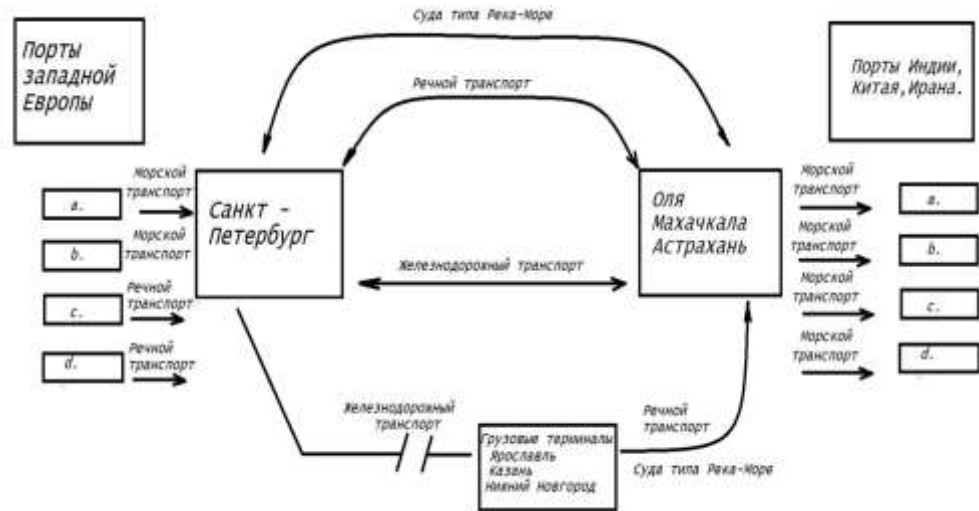 Суда типа Река-Море
Порты
западной
Европы
Речной транспорт
Порты Индии,
Китая,Ирана.
Морской
транспорт
a.
Санкт -
Петербург
Морской
транспорт
b.
Речной
транспорт
c.
Речной
транспорт
d.
Железнодорожный транспорт
Оля
Махачкала
Астрахань
Морской
транспорт
a.
Морской
транспорт
b.
Морской
транспорт
c.
Морской
транспорт
d.
Железнодорожный
транспорт
Грузовые терминалы
Ярославль
Казань
Нижний Новгород
Речной
транспорт
Суда типа Река-Море